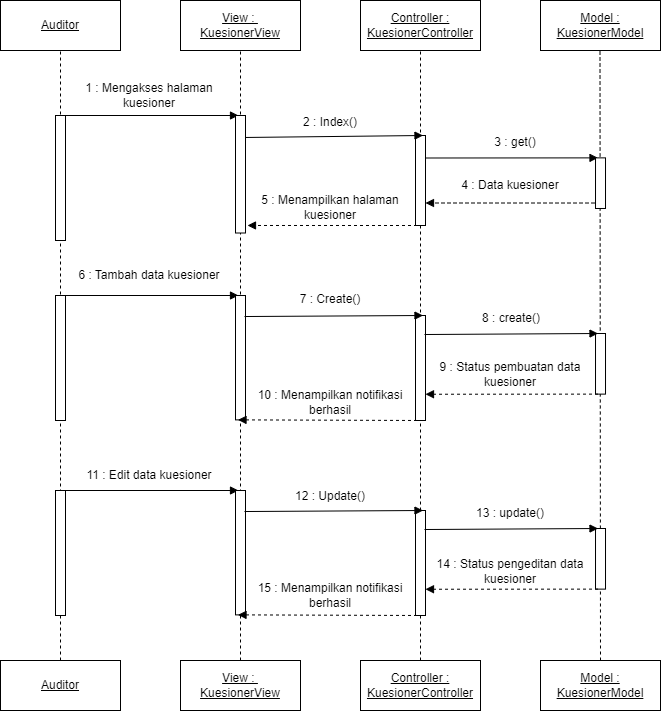 Auditor
View :
KuesionerView
Controller :
KuesionerController
Model :
KuesionerModel
1 : Mengakses halaman
kuesioner
2 : Index()
3 : get()
4 : Data kuesioner
5 : Menampilkan halaman
kuesioner
6 : Tambah data kuesioner
7 : Create()
8 : create()
9 : Status pembuatan data
kuesioner
10 : Menampilkan notifikasi
berhasil
11 : Edit data kuesioner
12 : Update()
13 : update()
14 : Status pengeditan data
kuesioner
15 : Menampilkan notifikasi
berhasil
Auditor
View :
KuesionerView
Controller :
KuesionerController
Model :
KuesionerModel